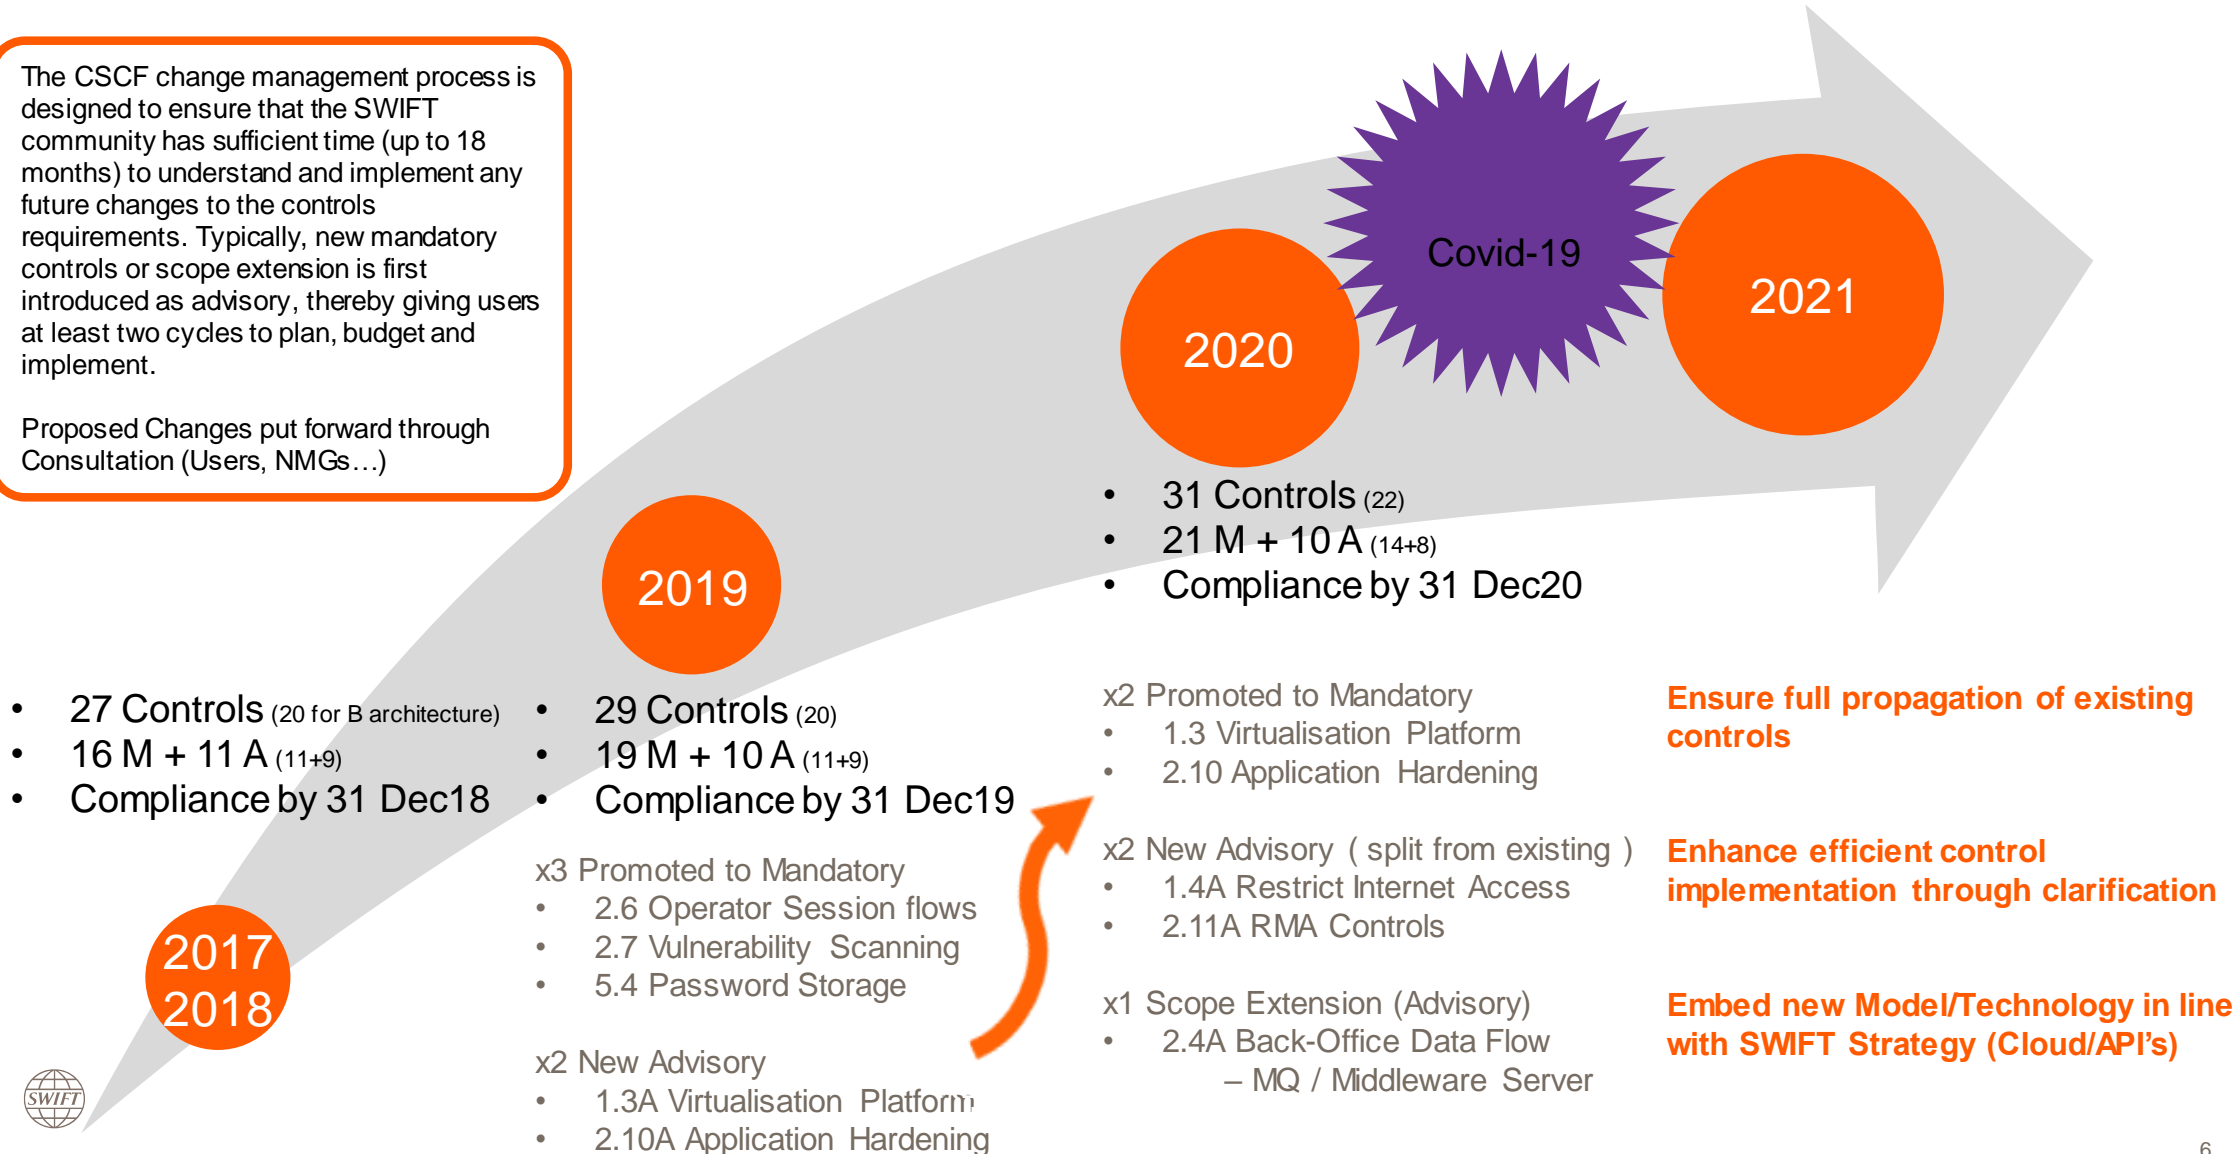 The CSCF change management process is
designed to ensure that the SWIFT
community has sufficient time (up to 18
months) to understand and implement any
future changes to the controls
requirements. Typically, new mandatory
controls or scope extension is first
introduced as advisory, thereby giving users
at least two cycles to plan, budget and
implement.
Proposed Changes put forward through
Consultation (Users, NMGs…)
2017
2018
• 27 Controls (20 for B architecture)
• 16 M + 11 A (11+9)
• Compliance by 31 Dec18
2019
• 29 Controls (20)
• 19 M + 10 A (11+9)
• Compliance by 31 Dec19
x3 Promoted to Mandatory
• 2.6 Operator Session flows
• 2.7 Vulnerability Scanning
• 5.4 Password Storage
x2 New Advisory
• 1.3A Virtualisation Platform
• 2.10A Application Hardening
2020
• 31 Controls (22)
• 21 M + 10 A (14+8)
• Compliance by 31 Dec20
x2 Promoted to Mandatory
• 1.3 Virtualisation Platform
• 2.10 Application Hardening
x2 New Advisory ( split from existing )
• 1.4A Restrict Internet Access
• 2.11A RMA Controls
x1 Scope Extension (Advisory)
• 2.4A Back-Office Data Flow
– MQ / Middleware Server
Covid-19
2021
Ensure full propagation of existing
controls
Enhance efficient control
implementation through clarification
Embed new Model/Technology in line
with SWIFT Strategy (Cloud/API's)
SWIFT
6